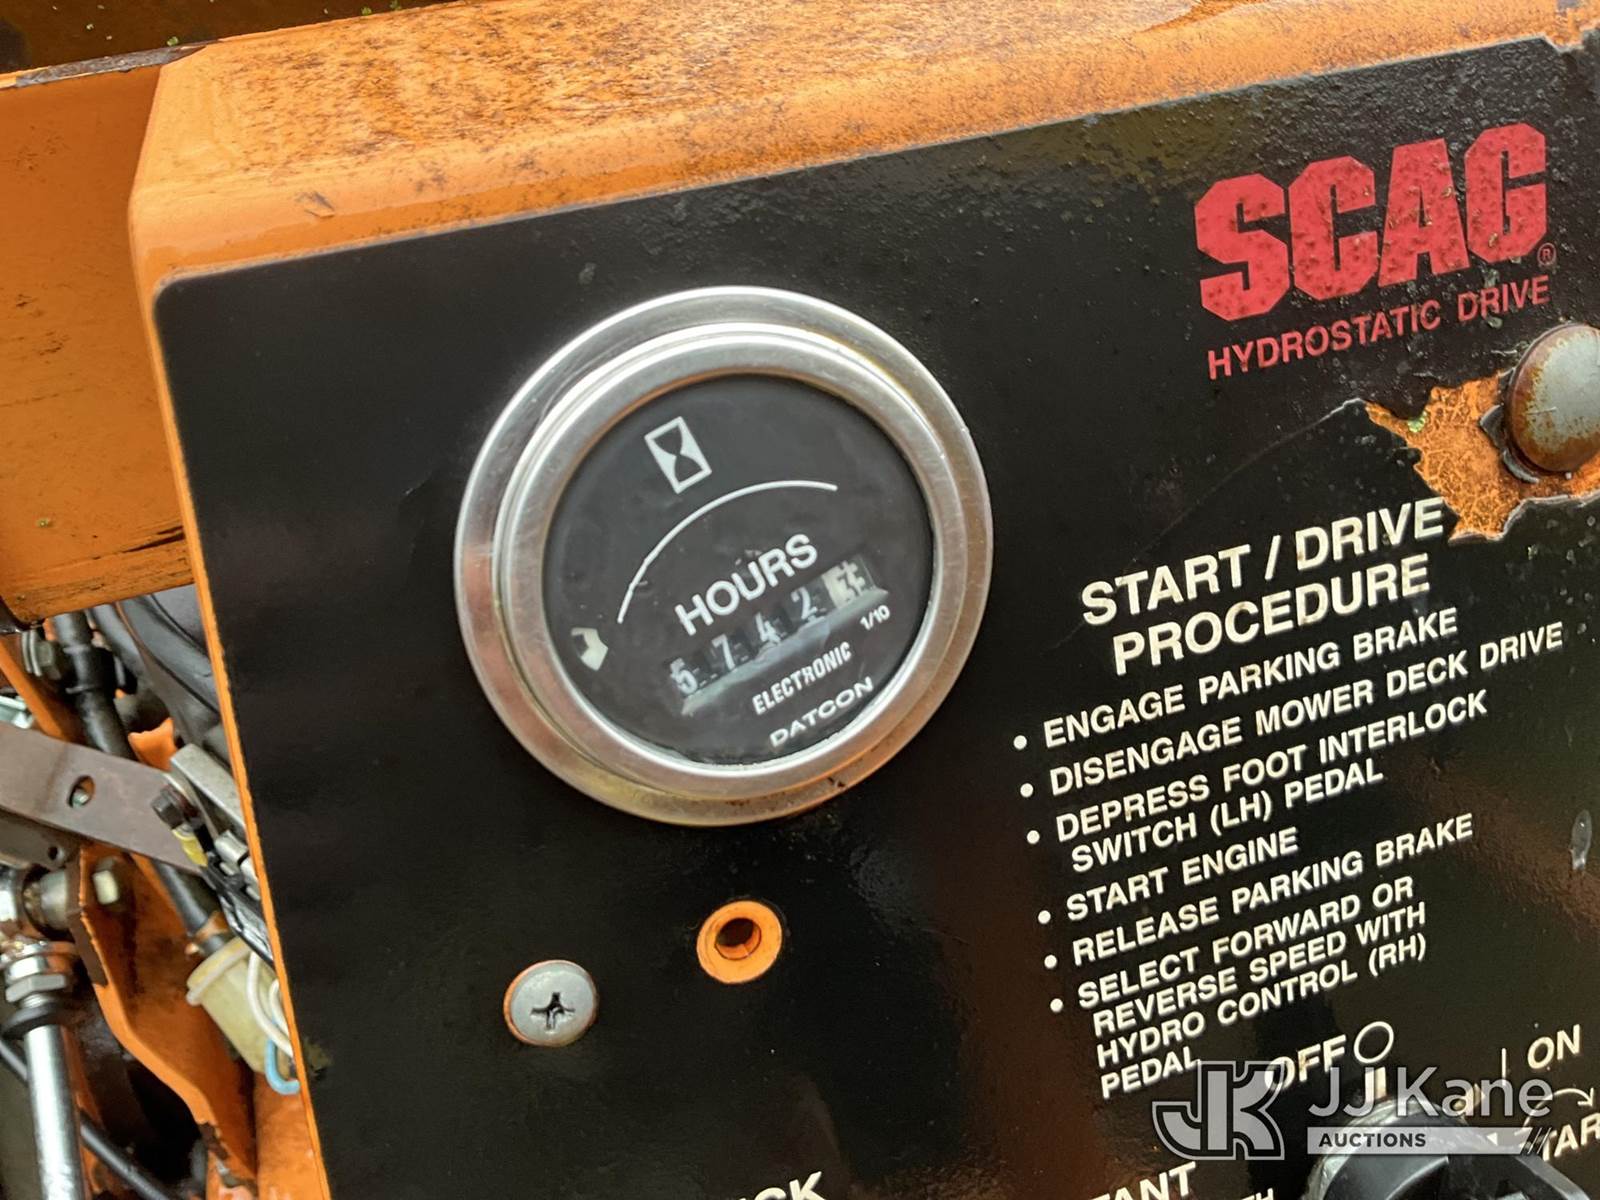 SCAG®
HYDROSTATIC DRIVE
HOURS
5742
1/10
ELECTRONIC
DATCON
START / DRIVE
PROCEDURE
• ENGAGE PARKING BRAKE
• DISENGAGE MOWER DECK DRIVE
• DEPRESS FOOT INTERLOCK
SWITCH (LH) PEDAL
• START ENGINE
• RELEASE PARKING BRAKE
• SELECT FORWARD OR
REVERSE SPEED WITH
HYDRO CONTROL (RH)
PEDAL
OFF
ON
JK JJ Kane
AUCTIONS